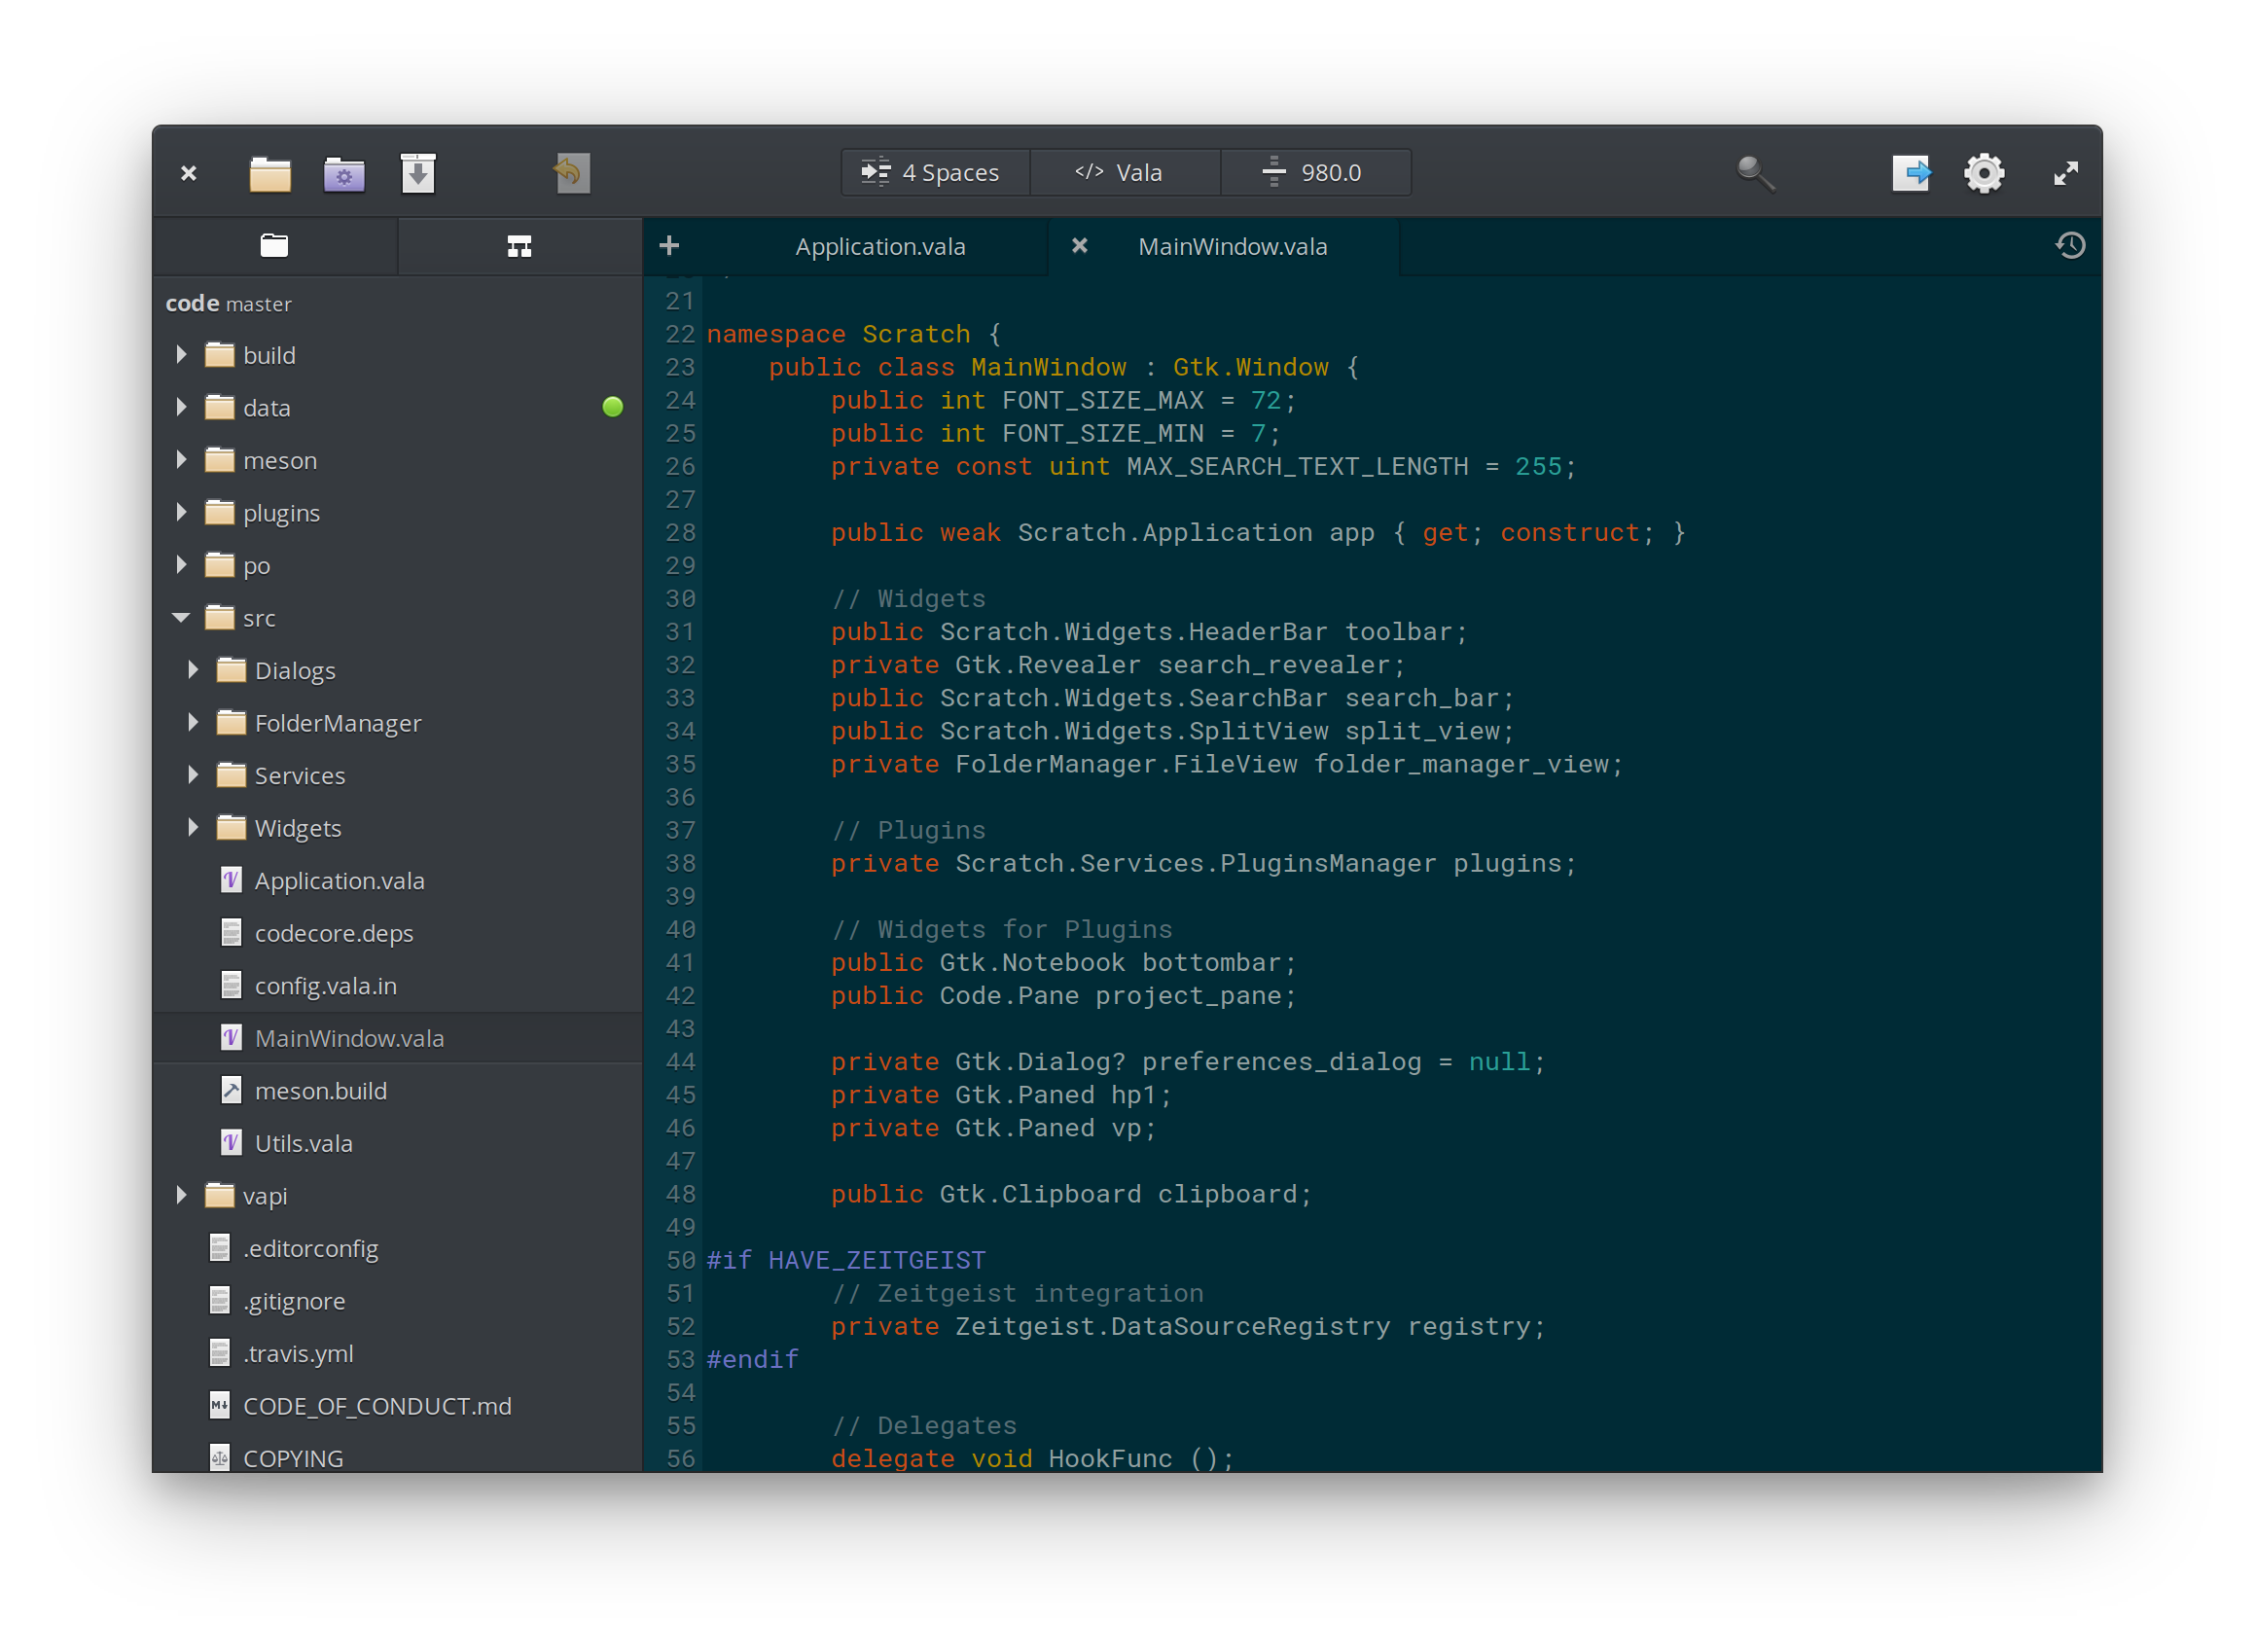 4 Spaces </> Vala 980.0
Application.vala MainWindow.vala
code master
build
data
meson
plugins
po
src
Dialogs
FolderManager
Services
Widgets
Application.vala
codecore.deps
config.vala.in
MainWindow.vala
meson.build
Utils.vala
vapi
.editorconfig
.gitignore
.travis.yml
CODE_OF_CONDUCT.md
COPYING
21
22 namespace Scratch {
23     public class MainWindow : Gtk.Window {
24         public int FONT_SIZE_MAX = 72;
25         public int FONT_SIZE_MIN = 7;
26         private const uint MAX_SEARCH_TEXT_LENGTH = 255;
27
28         public weak Scratch.Application app { get; construct; }
29
30         // Widgets
31         public Scratch.Widgets.HeaderBar toolbar;
32         private Gtk.Revealer search_revealer;
33         public Scratch.Widgets.SearchBar search_bar;
34         public Scratch.Widgets.SplitView split_view;
35         private FolderManager.FileView folder_manager_view;
36
37         // Plugins
38         private Scratch.Services.PluginsManager plugins;
39
40         // Widgets for Plugins
41         public Gtk.Notebook bottombar;
42         public Code.Pane project_pane;
43
44         private Gtk.Dialog? preferences_dialog = null;
45         private Gtk.Paned hp1;
46         private Gtk.Paned vp;
47
48         public Gtk.Clipboard clipboard;
49
50 #if HAVE_ZEITGEIST
51         // Zeitgeist integration
52         private Zeitgeist.DataSourceRegistry registry;
53 #endif
54
55         // Delegates
56         delegate void HookFunc ();